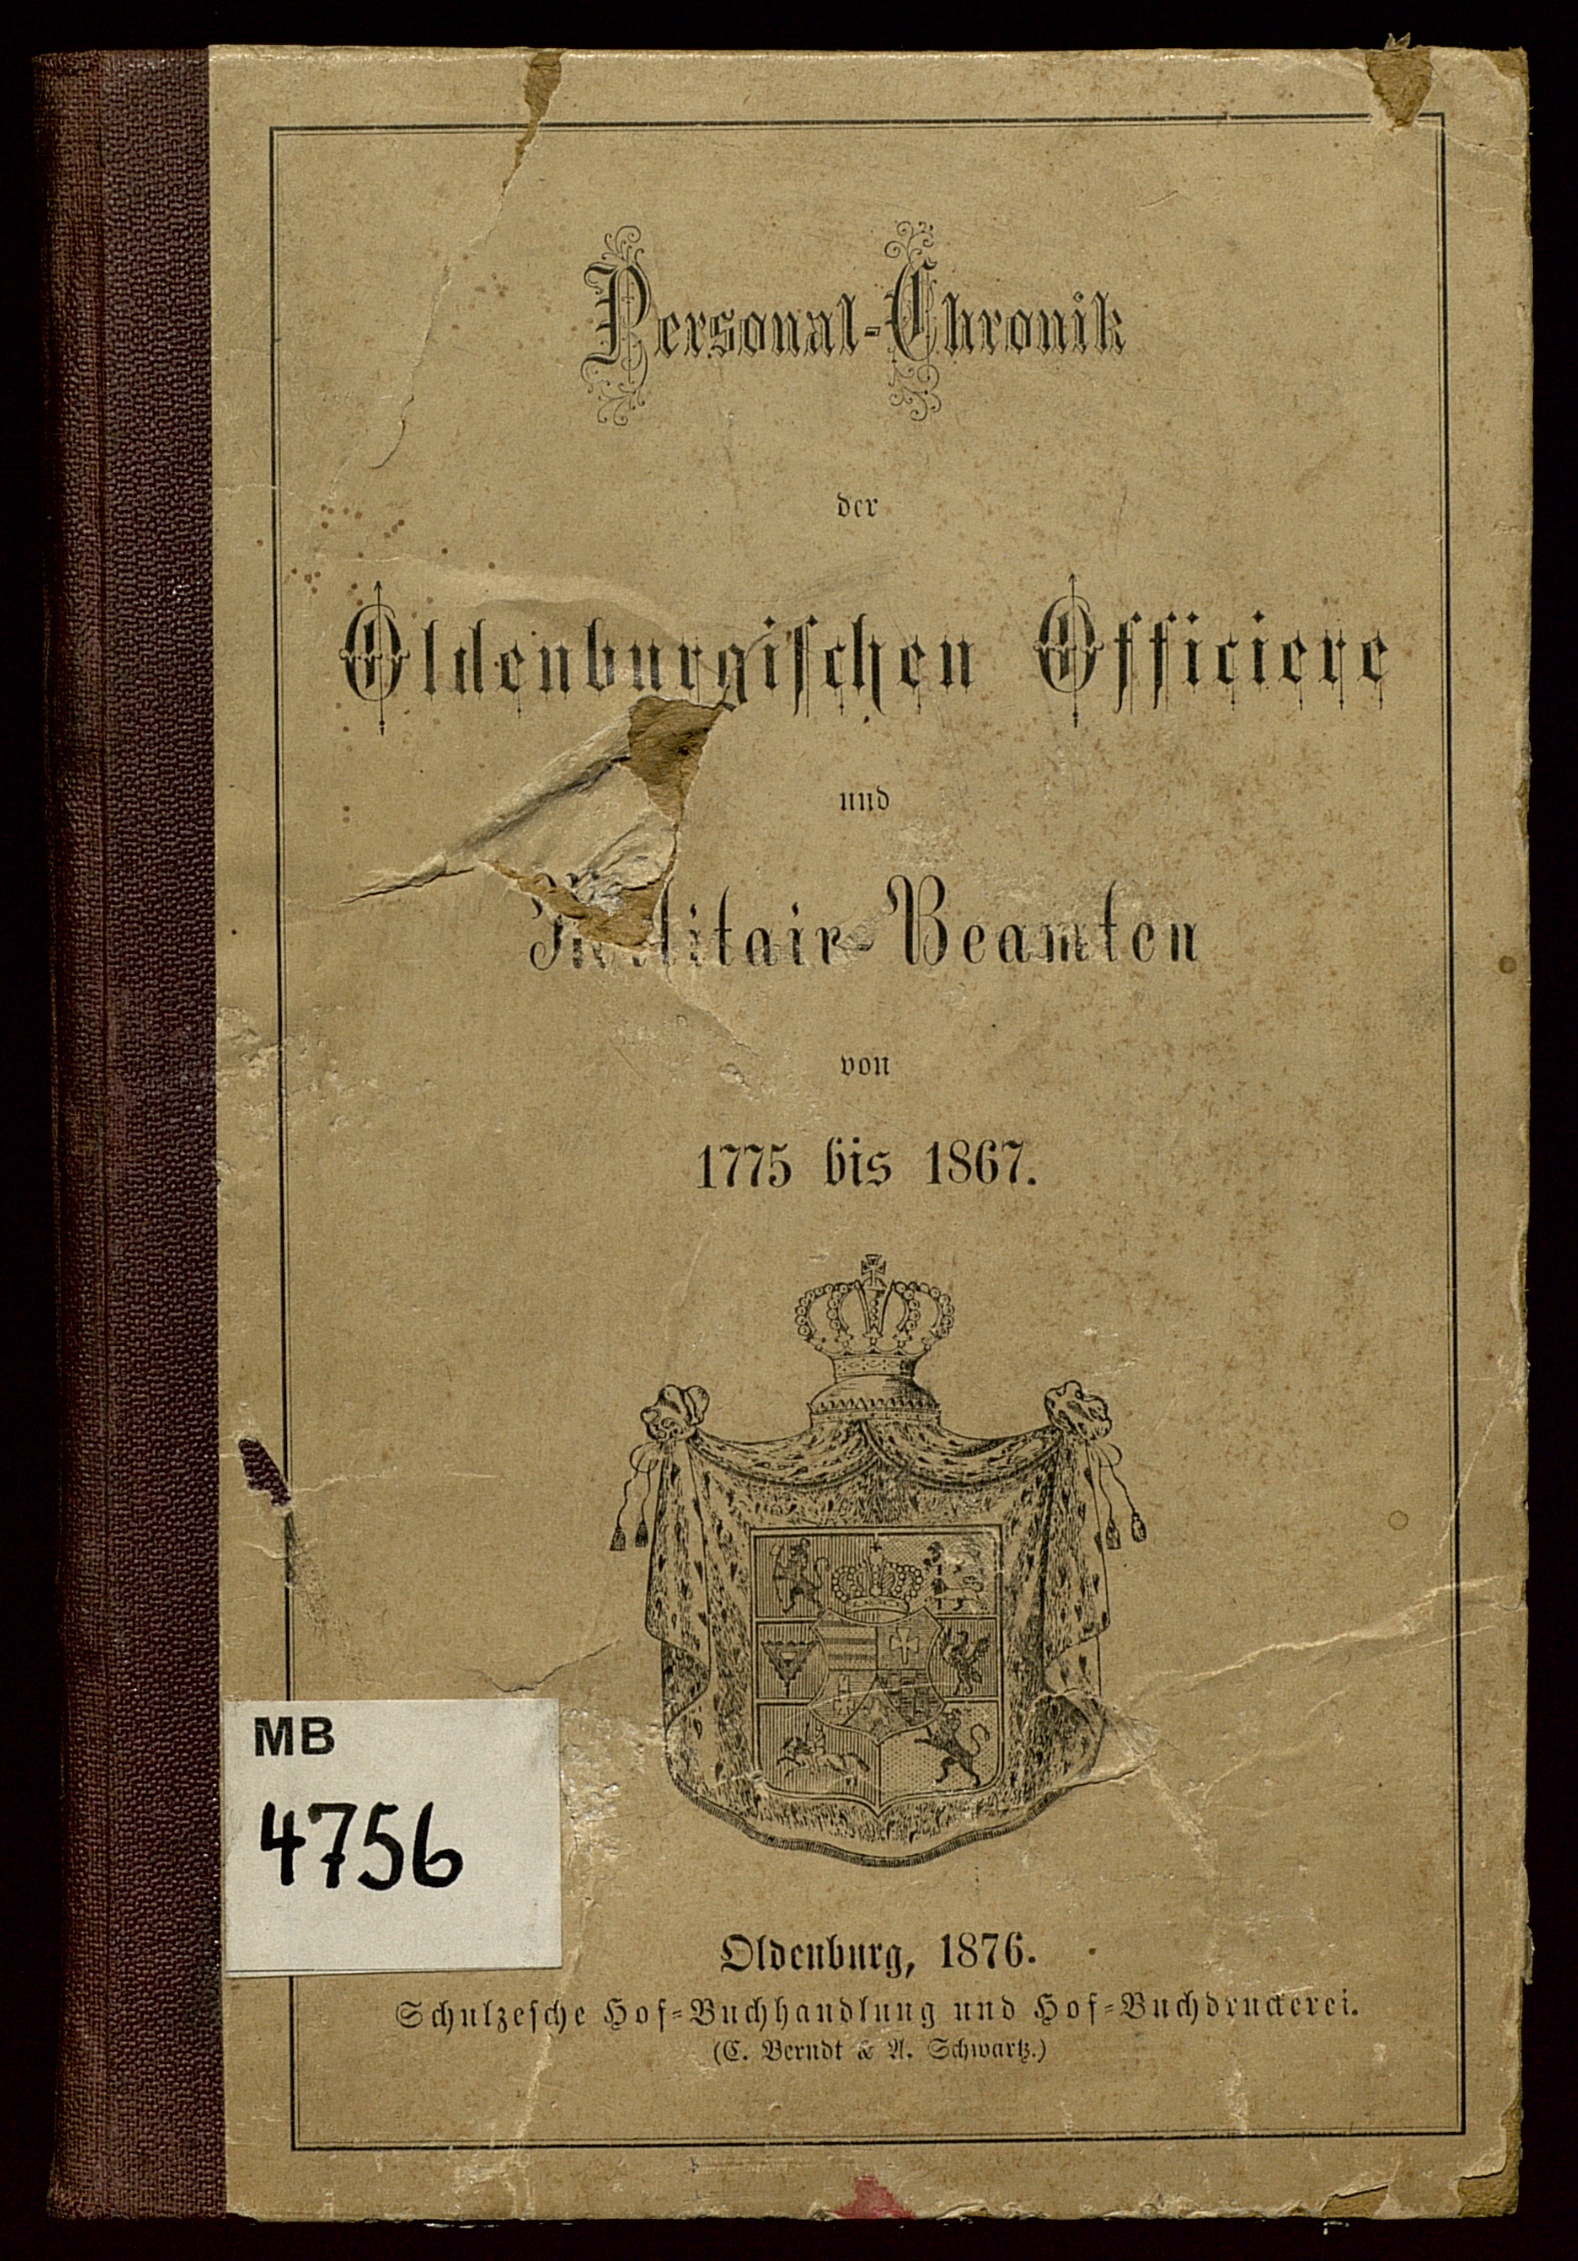 Personal-Chronik
der
Oldenburgischen Officiere
und
Militair-Beamten
von
1775 bis 1867.
MB
4756
Oldenburg, 1876.
Schulzesche Hof-Buchhandlung und Hof-Buchdruckerei.
(C. Berndt & A. Schwartz.)